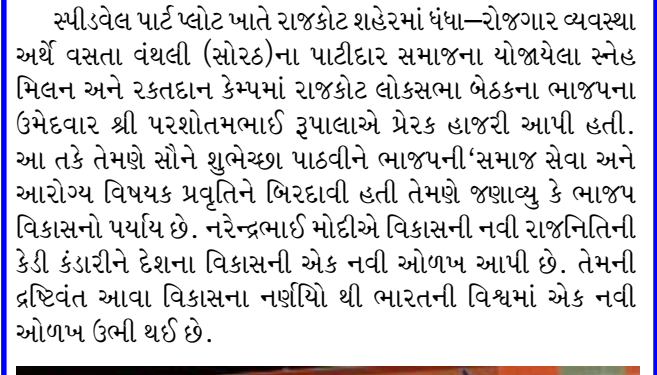 સ્પીડવેલ પાર્ટ પ્લોટ ખાતે રાજકોટ શહેરમાં ધંધા–રોજગાર વ્યવસ્થા
અર્થે વસતા વંથલી (સોરઠ)ના પાટીદાર સમાજના યોજાયેલા સ્નેહ
મિલન અને રકતદાન કેમ્પમાં રાજકોટ લોકસભા બેઠકના ભાજપના
ઉમેદવાર શ્રી પરશોતમભાઈ રૂપાલાએ પ્રેરક હાજરી આપી હતી.
આ તકે તેમણે સૌને શુભેચ્છા પાઠવીને ભાજપની‘સમાજ સેવા અને
આરોગ્ય વિષયક પ્રવૃતિને બિરદાવી હતી તેમણે જણાવ્યુ કે ભાજપ
વિકાસનો પર્યાય છે. નરેન્દ્રભાઈ મોદીએ વિકાસની નવી રાજનિતિની
કેડી કંડારીને દેશના વિકાસની એક નવી ઓળખ આપી છે. તેમની
દ્રષ્ટિવંત આવા વિકાસના નર્ણયિો થી ભારતની વિશ્વમાં એક નવી
ઓળખ ઉભી થઈ છે.